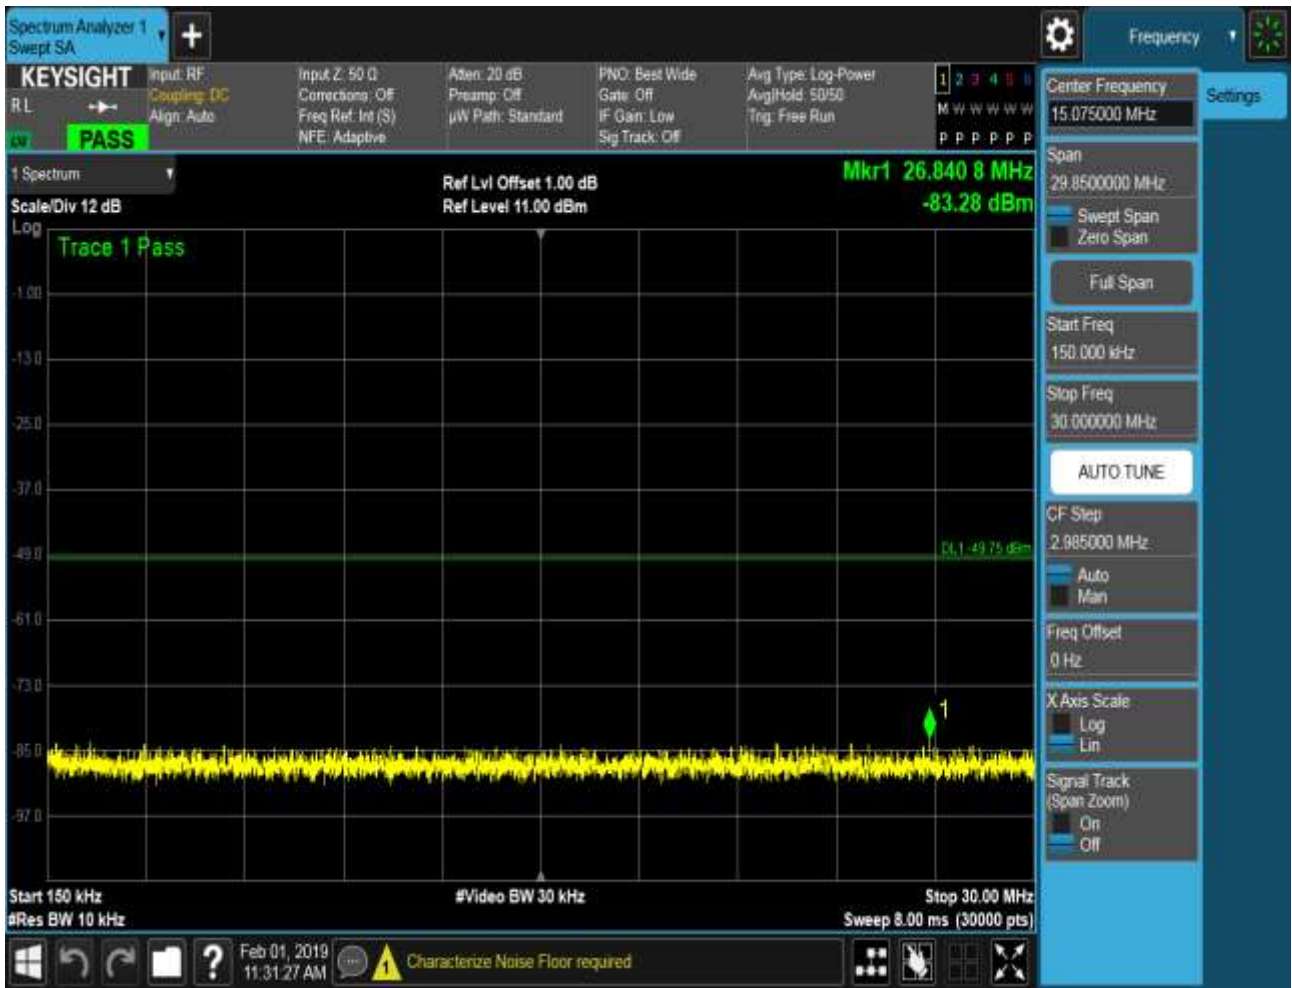 Spectrum Analyzer 1
Swept SA
+
Frequency
KEYSIGHT
R L
PASS
Input: RF
Coupling: DC
Align: Auto
Input Z: 50 Ω
Corrections: Off
Freq Ref: Int (S)
NFE: Adaptive
Atten: 20 dB
Preamp: Off
µW Path: Standard
PNO: Best Wide
Gate: Off
IF Gain: Low
Sig Track: Off
Avg Type: Log-Power
Avg|Hold: 50/50
Trig: Free Run
1 2 3 4 5 6
M W W W W W
P P P P P P
1 Spectrum
Scale/Div 12 dB
Ref Lvl Offset 1.00 dB
Ref Level 11.00 dBm
Mkr1 26.840 8 MHz
-83.28 dBm
Log
Trace 1 Pass
-1.00
-13.0
-25.0
-37.0
-49.0
DL1 -49.75 dBm
-61.0
-73.0
1
-85.0
-97.0
Start 150 kHz
#Res BW 10 kHz
#Video BW 30 kHz
Stop 30.00 MHz
Sweep 8.00 ms (30000 pts)
Center Frequency
15.075000 MHz
Settings
Span
29.8500000 MHz
Swept Span
Zero Span
Full Span
Start Freq
150.000 kHz
Stop Freq
30.000000 MHz
AUTO TUNE
CF Step
2.985000 MHz
Auto
Man
Freq Offset
0 Hz
X Axis Scale
Log
Lin
Signal Track
(Span Zoom)
On
Off
?
Feb 01, 2019
11:31:27 AM
1
Characterize Noise Floor required